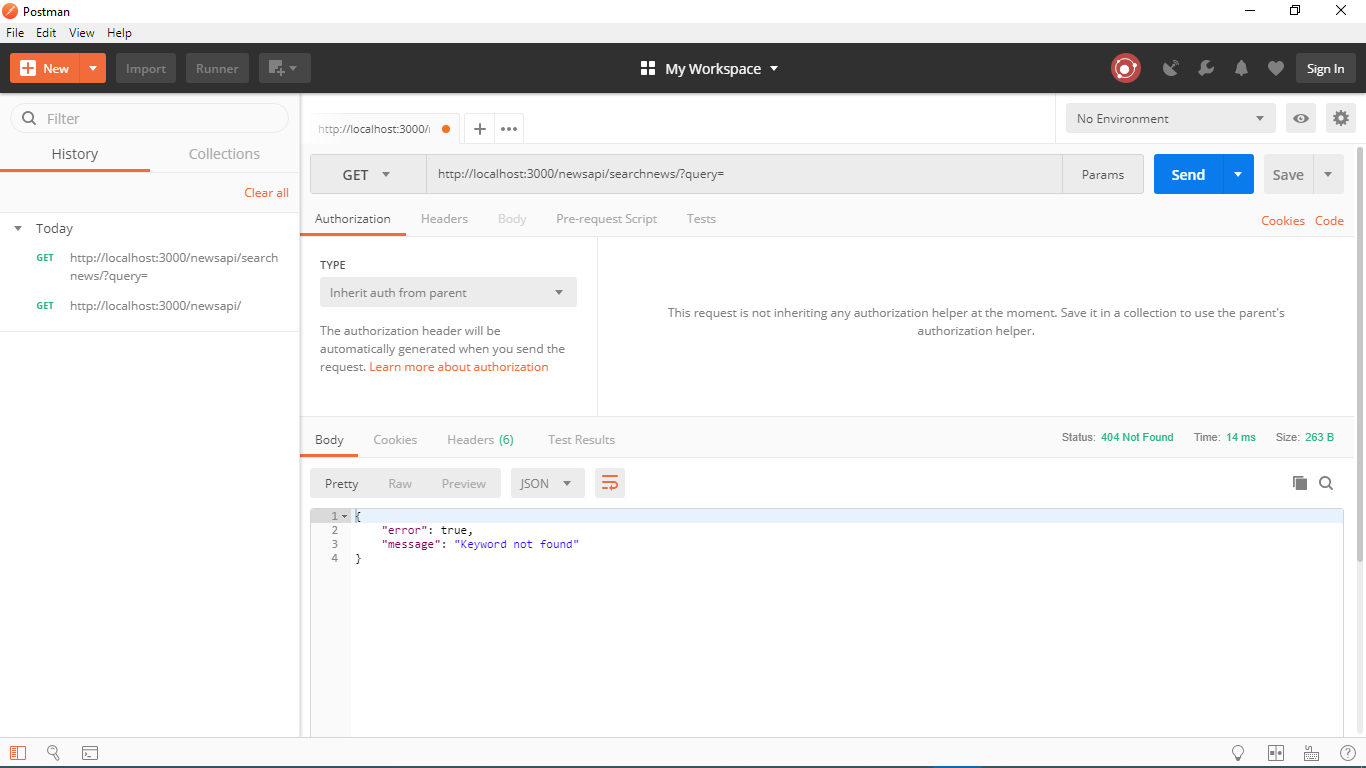 Postman
File Edit View Help
New Import Runner My Workspace Sign In
Filter
History Collections
Clear all
Today
GET http://localhost:3000/newsapi/search
news/?query=
GET http://localhost:3000/newsapi/
http://localhost:3000/
No Environment
GET http://localhost:3000/newsapi/searchnews/?query= Params Send Save
Authorization Headers Body Pre-request Script Tests Cookies Code
TYPE
Inherit auth from parent
The authorization header will be
automatically generated when you send the
request. Learn more about authorization
This request is not inheriting any authorization helper at the moment. Save it in a collection to use the parent's
authorization helper.
Body Cookies Headers (6) Test Results Status: 404 Not Found Time: 14 ms Size: 263 B
Pretty Raw Preview JSON
1 {
2 "error": true,
3 "message": "Keyword not found"
4 }